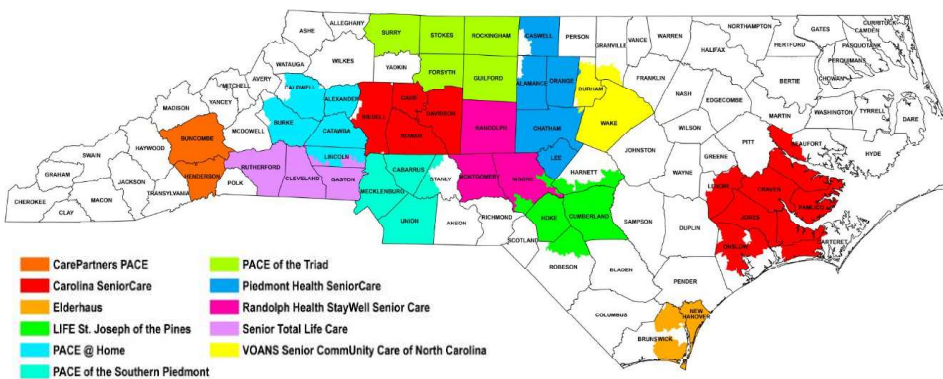 ALLEGHANY
ASHE
SURRY
STOKES
ROCKINGHAM
CASWELL
PERSON
GRANVILLE
VANCE
WARREN
NORTHAMPTON
GATES
CURRITUCK
CAMDEN
PASQUOTANK
PERQUIMANS
CHOWAN
HERTFORD
HALIFAX
WATAUGA
WILKES
YADKIN
FORSYTH
GUILFORD
ALAMANCE
ORANGE
DURHAM
FRANKLIN
NASH
EDGECOMBE
BERTIE
MARTIN
WASHINGTON
TYRRELL
DARE
MITCHELL
AVERY
CALDWELL
ALEXANDER
DAVIE
DAVIDSON
RANDOLPH
CHATHAM
WAKE
WILSON
PITT
BEAUFORT
HYDE
MADISON
YANCEY
BURKE
CATAWBA
ROWAN
LEE
JOHNSTON
GREENE
SWAIN
HAYWOOD
BUNCOMBE
MCDOWELL
LINCOLN
CABARRUS
STANLY
MONTGOMERY
HARNETT
WAYNE
LENOIR
CRAVEN
PAMLICO
GRAHAM
JACKSON
HENDERSON
RUTHERFORD
CLEVELAND
GASTON
MECKLENBURG
CHEROKEE
CLAY
MACON
TRANSYLVANIA
POLK
UNION
ANSON
RICHMOND
SCOTLAND
HOKE
CUMBERLAND
SAMPSON
DUPLIN
JONES
ONSLOW
CARTERET
ROBESON
BLADEN
PENDER
COLUMBUS
BRUNSWICK
NEW
HANOVER
CarePartners PACE
Carolina SeniorCare
Elderhaus
LIFE St. Joseph of the Pines
PACE @ Home
PACE of the Southern Piedmont
PACE of the Triad
Piedmont Health SeniorCare
Randolph Health StayWell Senior Care
Senior Total Life Care
VOANS Senior CommUnity Care of North Carolina